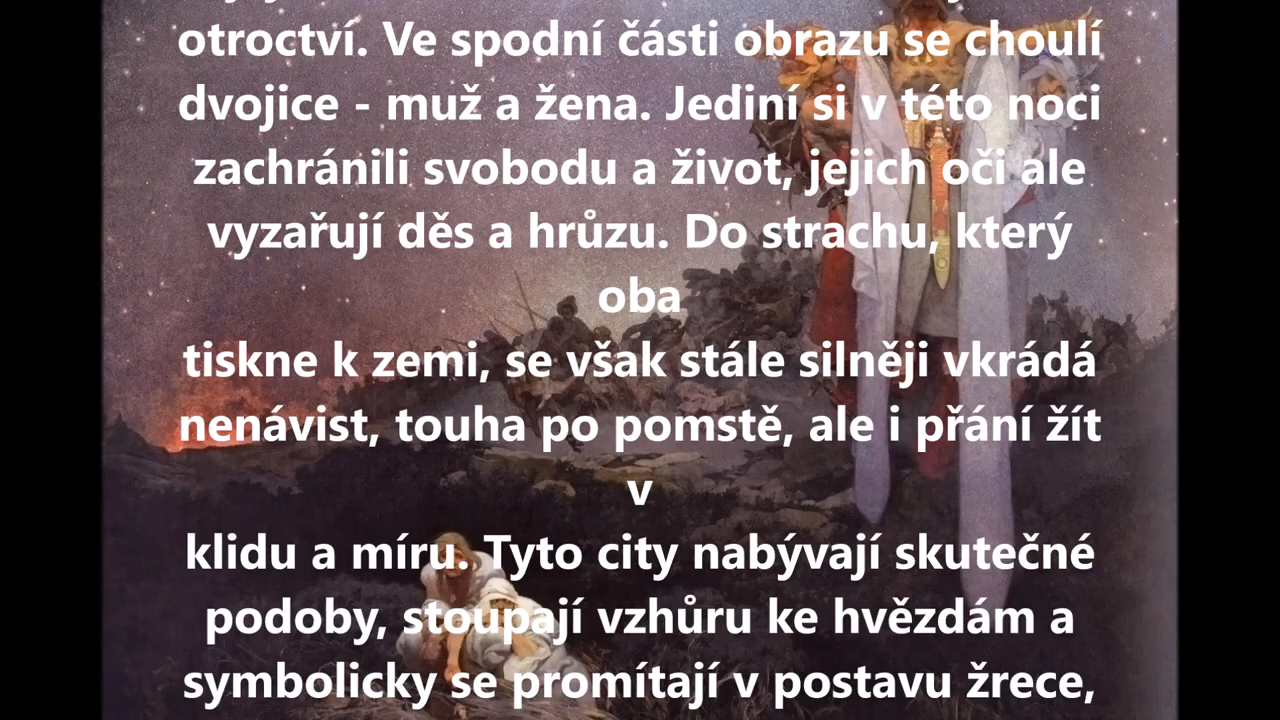 otroctví. Ve spodní části obrazu se choulí
dvojice - muž a žena. Jediní si v této noci
zachránili svobodu a život, jejich oči ale
vyzařují děs a hrůzu. Do strachu, který
oba
tiskne k zemi, se však stále silněji vkrádá
nenávist, touha po pomstě, ale i přání žít
v
klidu a míru. Tyto city nabývají skutečné
podoby, stoupají vzhůru ke hvězdám a
symbolicky se promítají v postavu žrece,